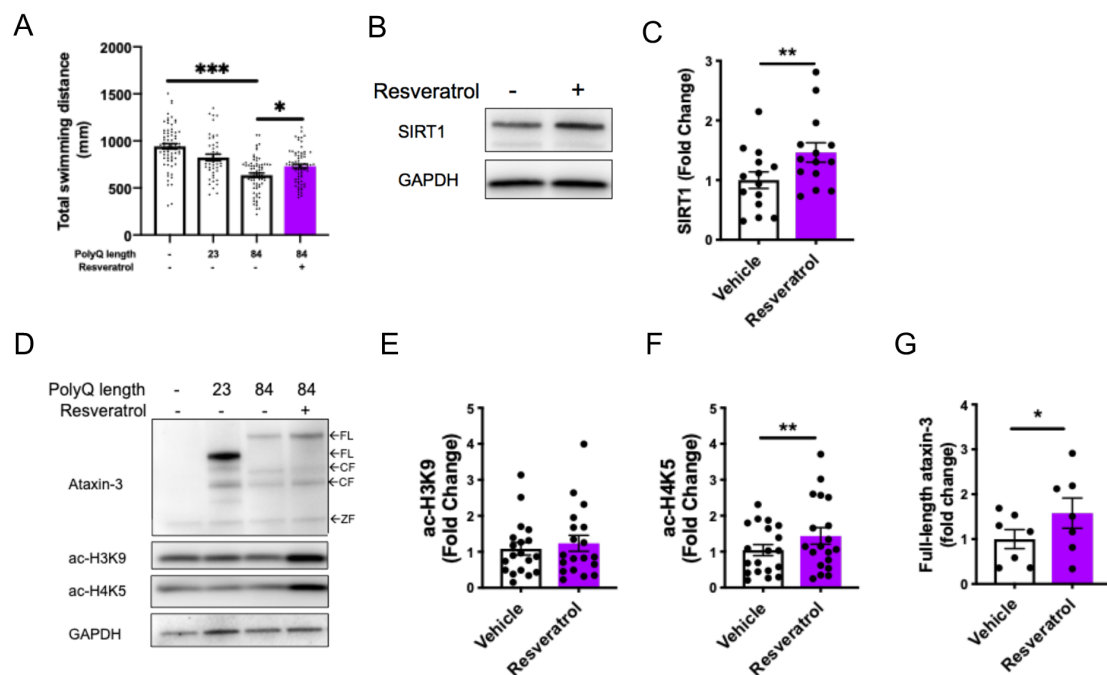 A
Total swimming distance
(mm)
2000
1500
1000
500
0
***
*
PolyQ length - 23 84 84
Resveratrol - - - +
B
Resveratrol - +
SIRT1
GAPDH
C
SIRT1 (Fold Change)
3
2
1
0
**
Vehicle
Resveratrol
D
PolyQ length - 23 84 84
Resveratrol - - - +
Ataxin-3
←FL
←FL
←CF
←CF
←ZF
ac-H3K9
ac-H4K5
GAPDH
E
ac-H3K9
(Fold Change)
5
4
3
2
1
0
Vehicle
Resveratrol
F
ac-H4K5
(Fold Change)
5
4
3
2
1
0
**
Vehicle
Resveratrol
G
Full-length ataxin-3
(fold change)
4
3
2
1
0
*
Vehicle
Resveratrol